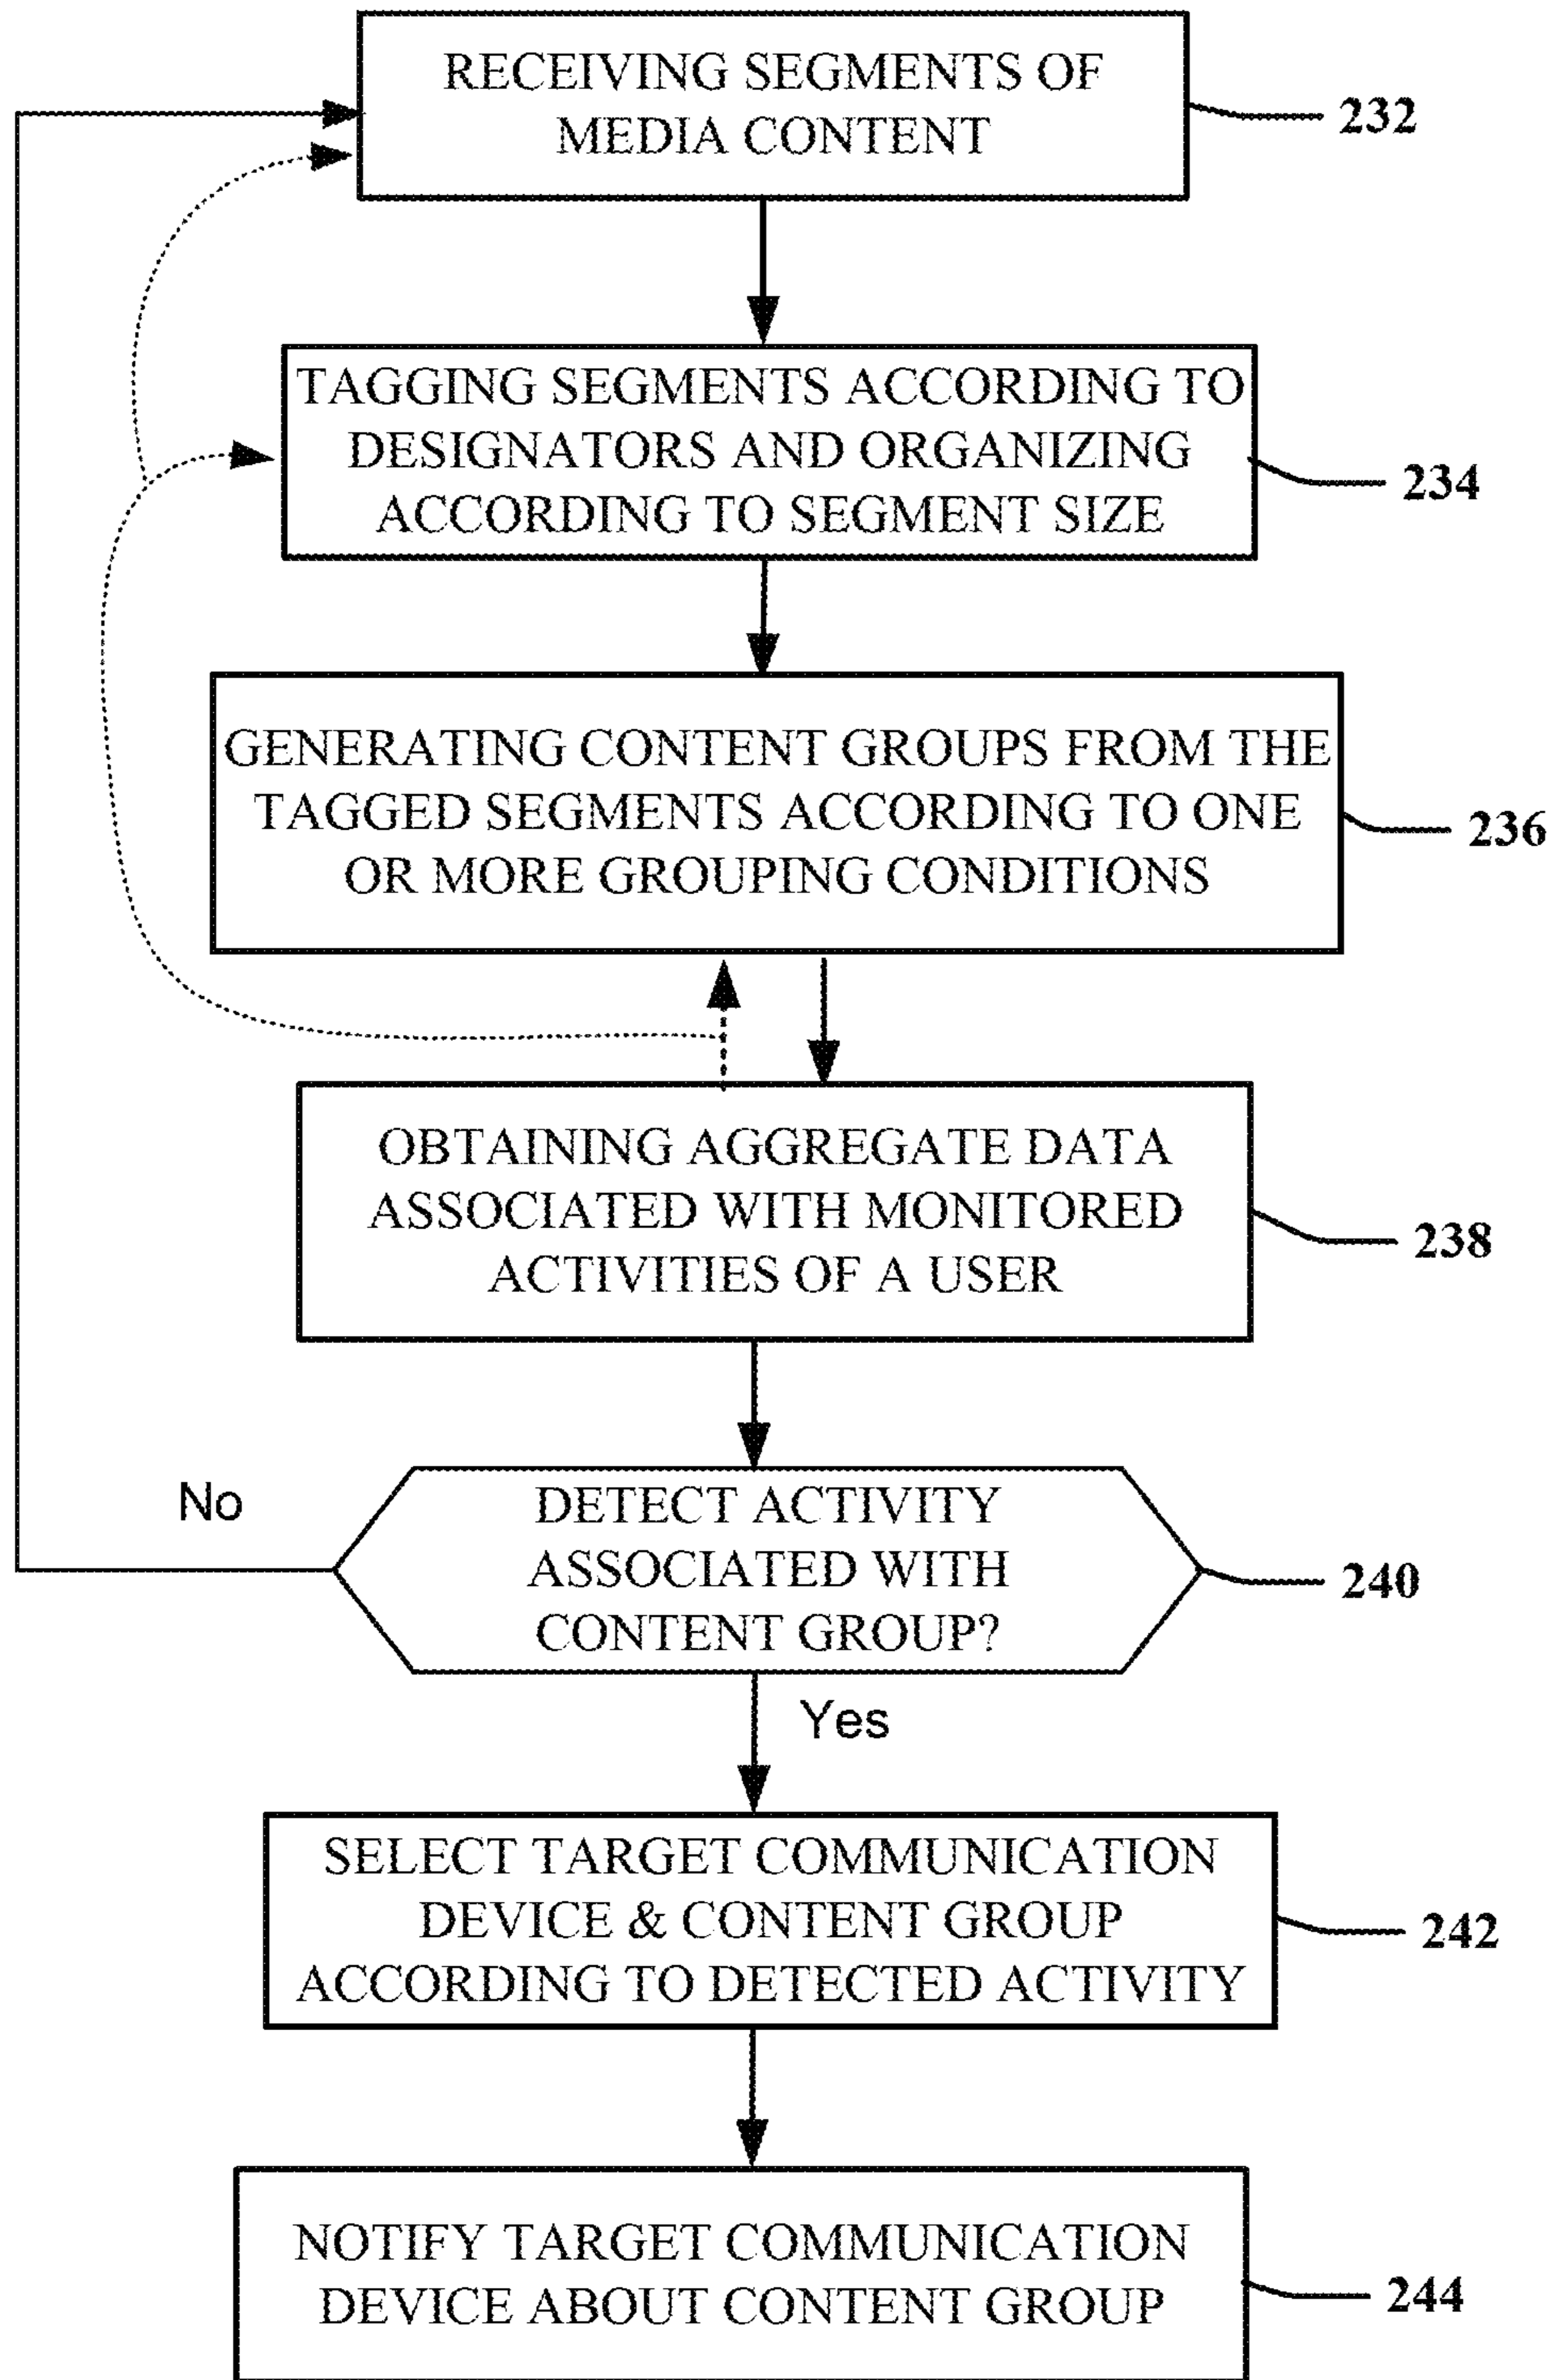 RECEIVING SEGMENTS OF
MEDIA CONTENT
232
TAGGING SEGMENTS ACCORDING TO
DESIGNATORS AND ORGANIZING
ACCORDING TO SEGMENT SIZE
234
GENERATING CONTENT GROUPS FROM THE
TAGGED SEGMENTS ACCORDING TO ONE
OR MORE GROUPING CONDITIONS
236
OBTAINING AGGREGATE DATA
ASSOCIATED WITH MONITORED
ACTIVITIES OF A USER
238
No
DETECT ACTIVITY
ASSOCIATED WITH
CONTENT GROUP?
240
Yes
SELECT TARGET COMMUNICATION
DEVICE & CONTENT GROUP
ACCORDING TO DETECTED ACTIVITY
242
NOTIFY TARGET COMMUNICATION
DEVICE ABOUT CONTENT GROUP
244